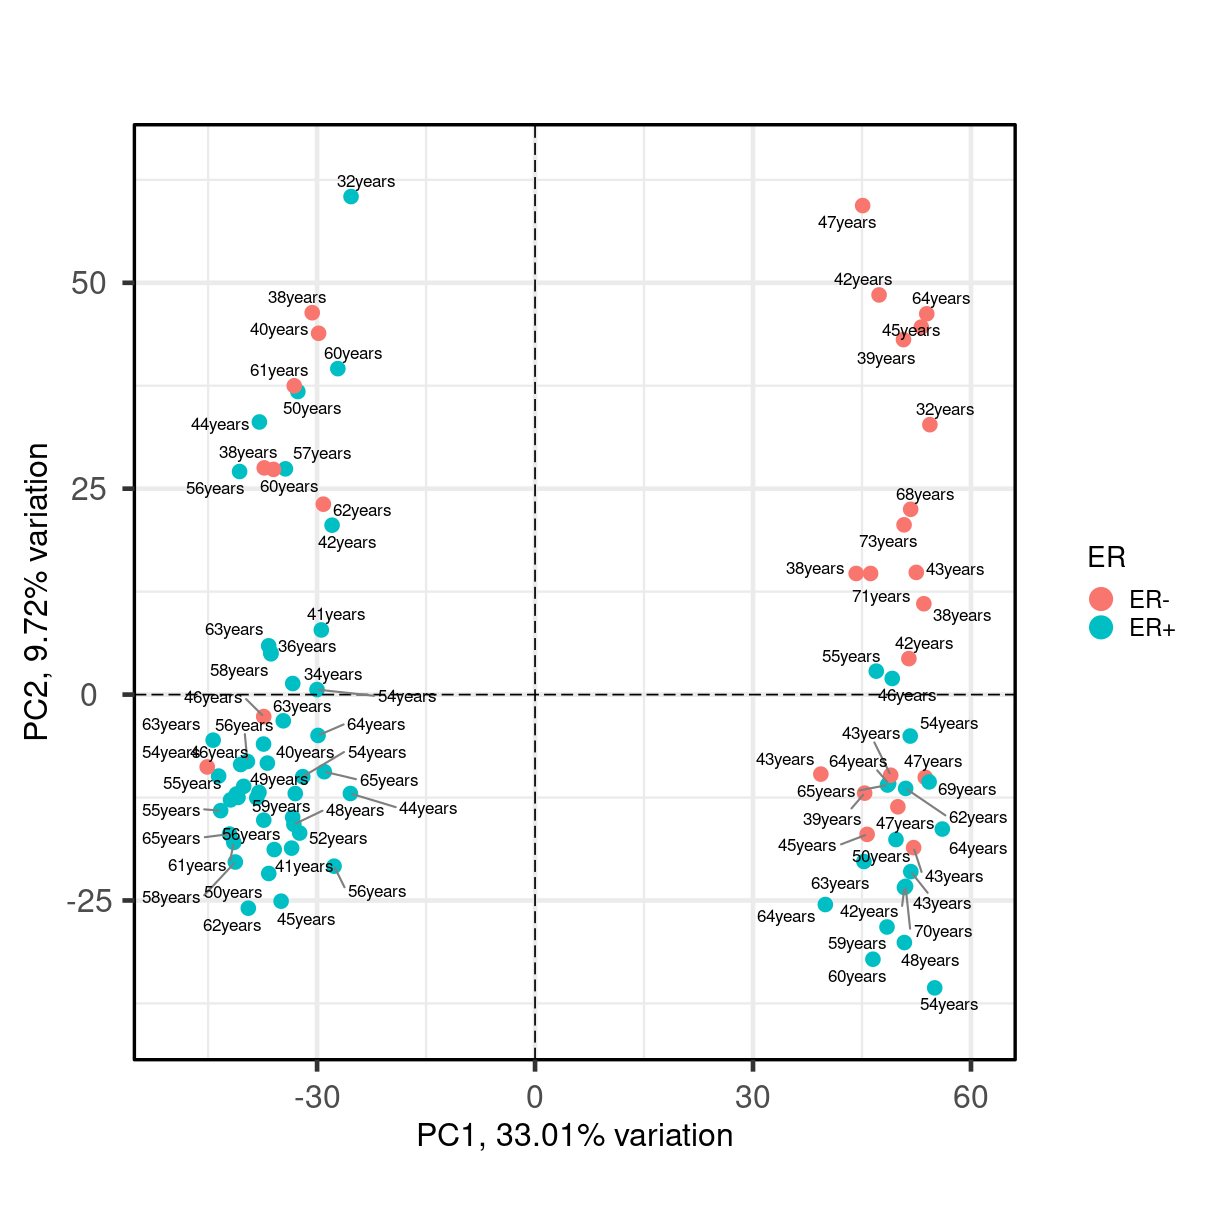 32years
47years
42years
38years
64years
40years
45years
60years
39years
61years
50years
32years
44years
38years
57years
56years
60years
68years
62years
42years
73years
38years
43years
71years
41years
38years
63years
36years
42years
55years
58years
34years
46years
54years
46years
63years
63years
56years
64years
54years
43years
54years
46years
40years
54years
43years
64years
47years
55years
49years
65years
65years
69years
55years
59years
48years
44years
39years
62years
65years
56years
52years
45years
47years
64years
61years
41years
50years
58years
50years
56years
63years
43years
62years
45years
64years
42years
43years
59years
70years
60years
48years
54years
50
25
0
-25
-30
0
30
60
PC1, 33.01% variation
PC2, 9.72% variation
ER
ER-
ER+